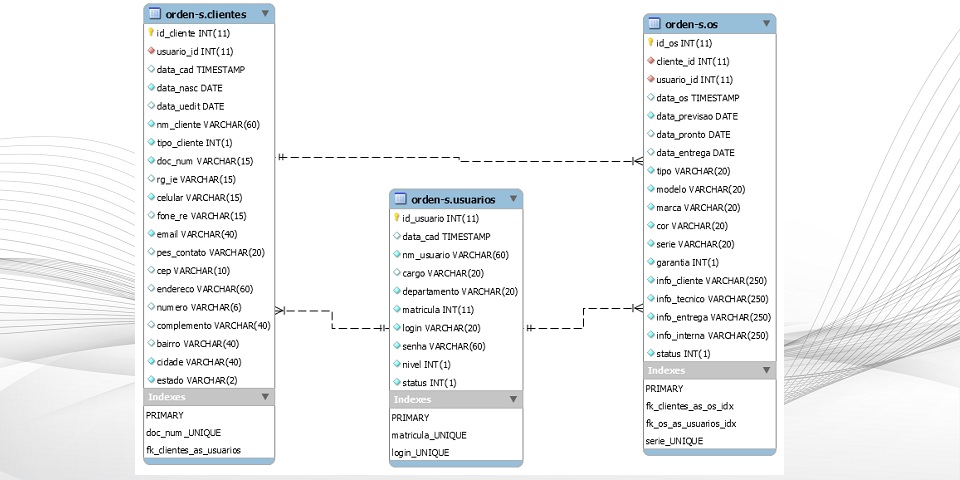 orden-s.clientes
id_cliente INT(11)
usuario_id INT(11)
data_cad TIMESTAMP
data_nasc DATE
data_uedit DATE
nm_cliente VARCHAR(60)
tipo_cliente INT(1)
doc_num VARCHAR(15)
rg_ie VARCHAR(15)
celular VARCHAR(15)
fone_re VARCHAR(15)
email VARCHAR(40)
pes_contato VARCHAR(20)
cep VARCHAR(10)
endereco VARCHAR(60)
numero VARCHAR(6)
complemento VARCHAR(40)
bairro VARCHAR(40)
cidade VARCHAR(40)
estado VARCHAR(2)
Indexes
PRIMARY
doc_num_UNIQUE
fk_clientes_as_usuarios
orden-s.usuarios
id_usuario INT(11)
data_cad TIMESTAMP
nm_usuario VARCHAR(60)
cargo VARCHAR(20)
departamento VARCHAR(20)
matricula INT(11)
login VARCHAR(20)
senha VARCHAR(60)
nivel INT(1)
status INT(1)
Indexes
PRIMARY
matricula_UNIQUE
login_UNIQUE
orden-s.os
id_os INT(11)
cliente_id INT(11)
usuario_id INT(11)
data_os TIMESTAMP
data_previsao DATE
data_pronto DATE
data_entrega DATE
tipo VARCHAR(20)
modelo VARCHAR(20)
marca VARCHAR(20)
cor VARCHAR(20)
serie VARCHAR(20)
garantia INT(1)
info_cliente VARCHAR(250)
info_tecnico VARCHAR(250)
info_entrega VARCHAR(250)
info_interna VARCHAR(250)
status INT(1)
Indexes
PRIMARY
fk_clientes_as_os_idx
fk_os_as_usuarios_idx
serie_UNIQUE